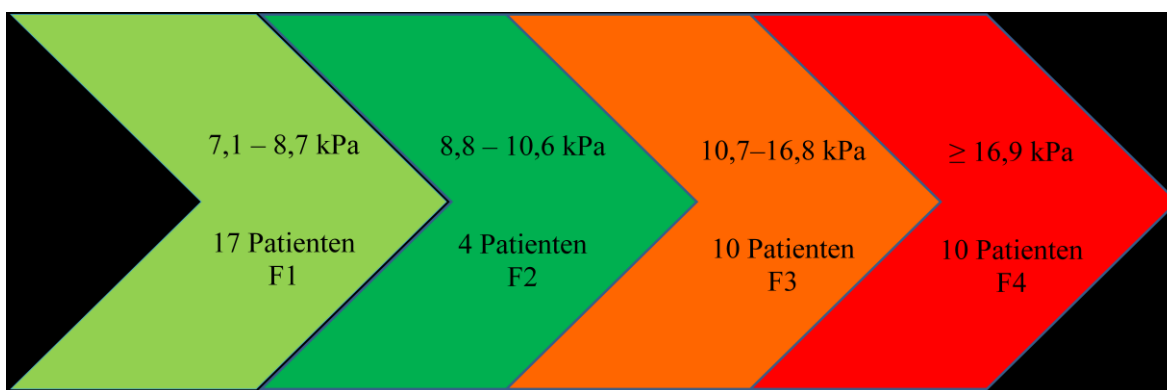 7,1 – 8,7 kPa
17 Patienten
F1
8,8 – 10,6 kPa
4 Patienten
F2
10,7–16,8 kPa
10 Patienten
F3
≥ 16,9 kPa
10 Patienten
F4